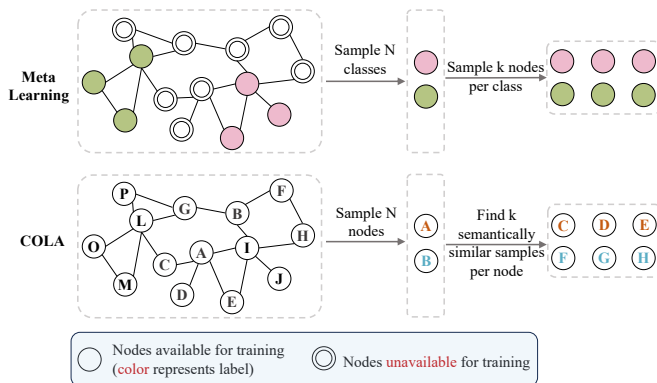 Meta
Learning
Sample N
classes
Sample k nodes
per class
COLA
P
L
G
B
F
O
C
A
I
H
M
D
E
J
Sample N
nodes
A
B
Find k
semantically
similar samples
per node
C D E
F G H
Nodes available for training
(color represents label)
Nodes unavailable for training